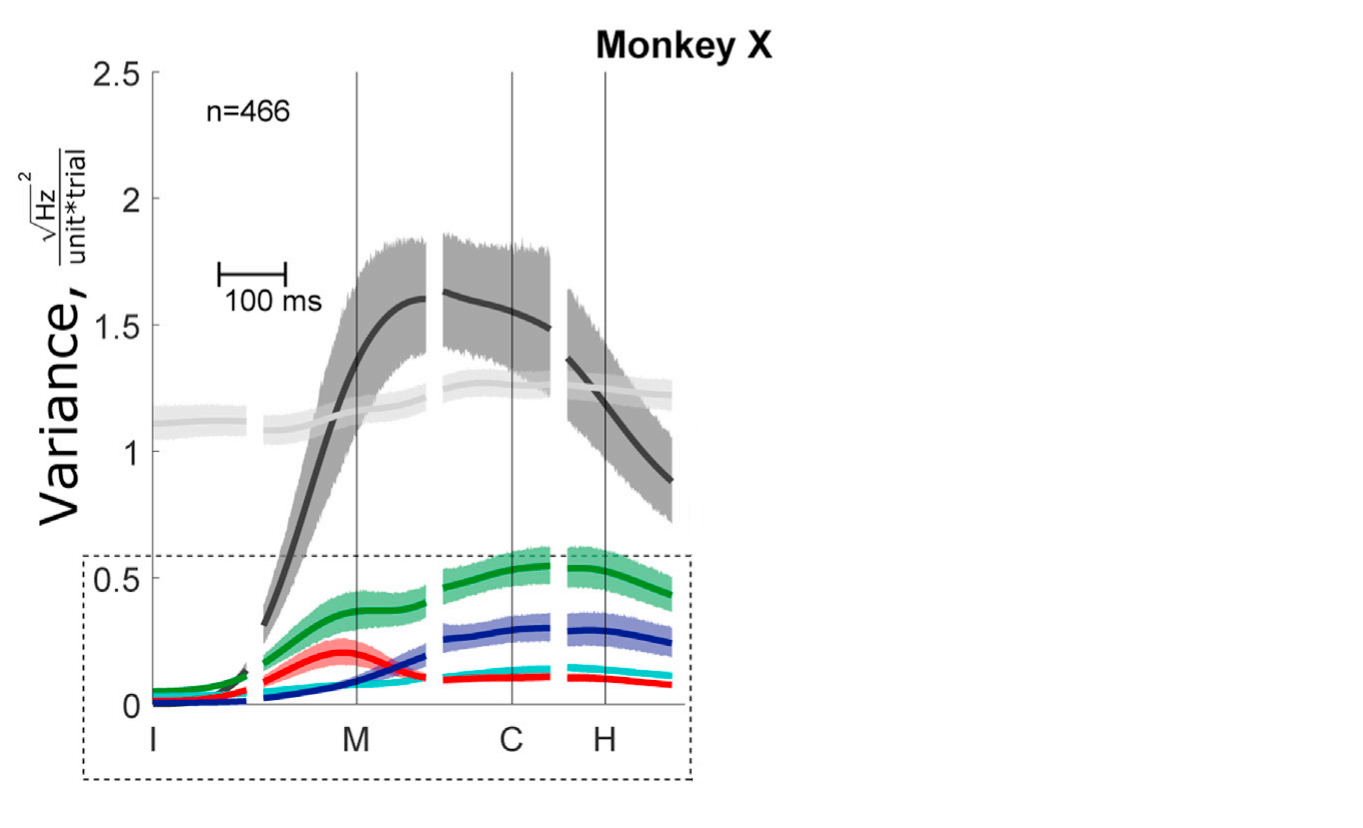 Monkey X
2.5
n=466
2
Variance, √Hz² / unit*trial
100 ms
1.5
1
0.5
0
I M C H